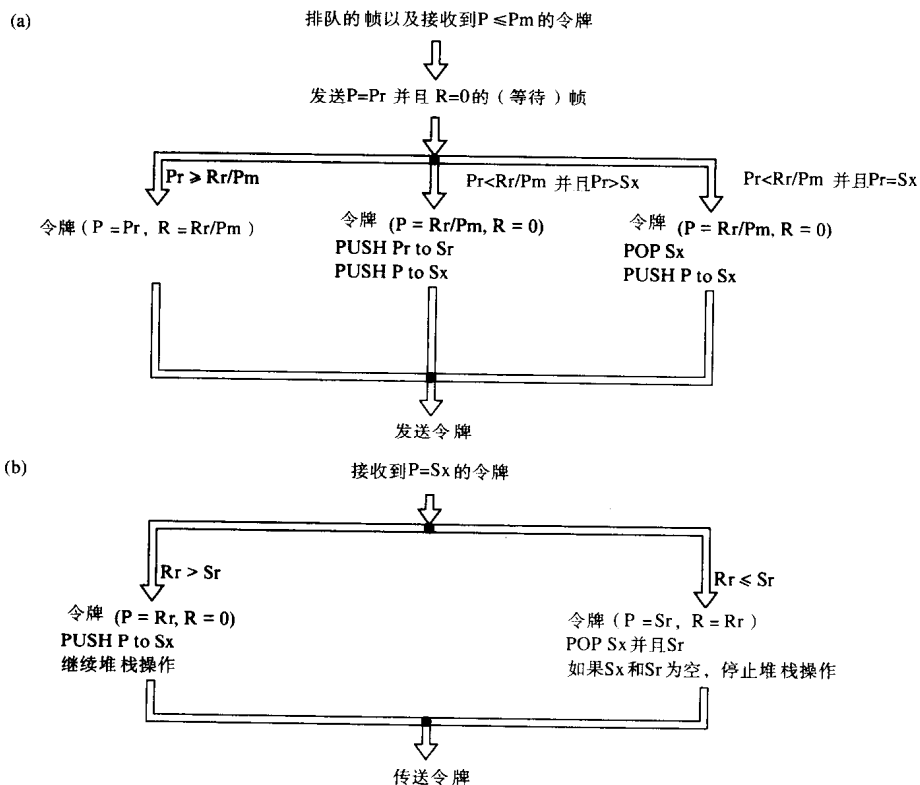 (a)
排队的帧以及接收到P≤Pm的令牌
发送P=Pr 并且 R=0的（等待）帧
Pr ⩾ Rr/Pm
Pr<Rr/Pm 并且Pr>Sx
Pr<Rr/Pm 并且Pr=Sx
令牌（P =Pr，R =Rr/Pm）
令牌 (P = Rr/Pm, R = 0)
PUSH Pr to Sr
PUSH P to Sx
令牌 (P = Rr/Pm, R = 0)
POP Sx
PUSH P to Sx
发送令牌
(b)
接收到P=Sx的令牌
Rr > Sr
Rr ⩽ Sr
令牌 (P = Rr, R = 0)
PUSH P to Sx
继续堆栈操作
令牌（P =Sr，R = Rr）
POP Sx并且Sr
如果Sx和Sr为空，停止堆栈操作
传送令牌